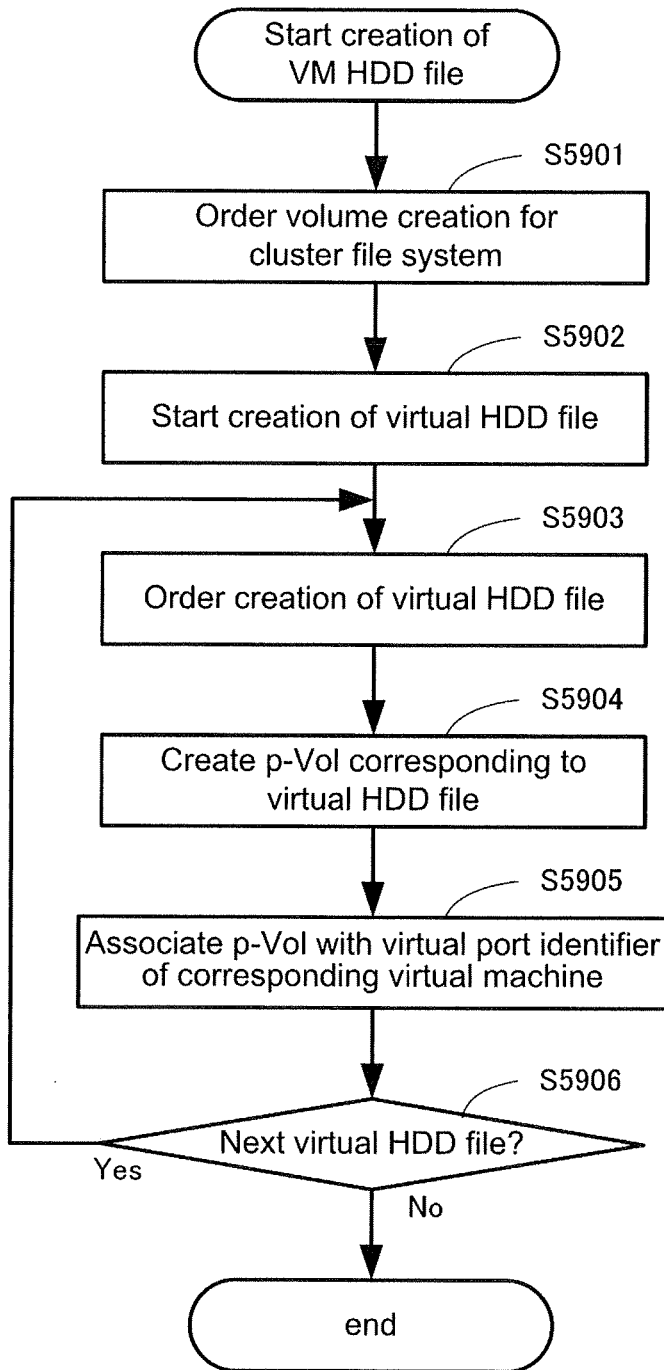 Start creation of
VM HDD file
S5901
Order volume creation for
cluster file system
S5902
Start creation of virtual HDD file
S5903
Order creation of virtual HDD file
S5904
Create p-Vol corresponding to
virtual HDD file
S5905
Associate p-Vol with virtual port identifier
of corresponding virtual machine
S5906
Next virtual HDD file?
Yes
No
end